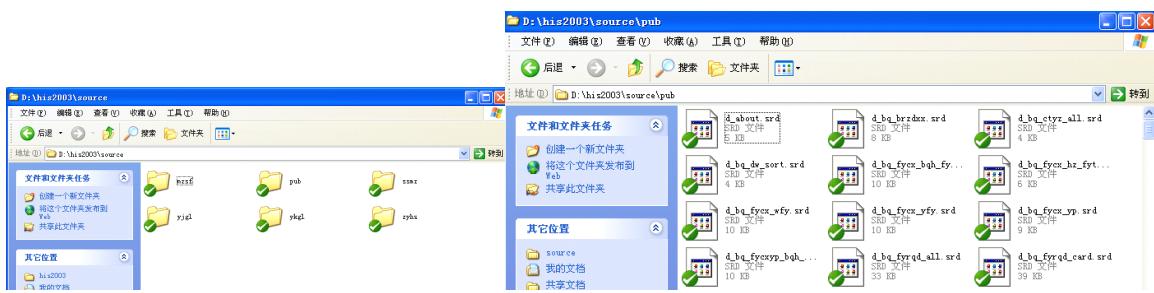 D:\his2003\source
文件(F) 编辑(E) 查看(V) 收藏(A) 工具(T) 帮助(H)
后退 搜索 文件夹
地址(D) D:\his2003\source 转到
文件和文件夹任务
创建一个新文件夹
将这个文件夹发布到
Web
共享此文件夹
其它位置
his2003
我的文档
mzsf pub ssmz
yjgl ykgl zyhs
D:\his2003\source\pub
文件(F) 编辑(E) 查看(V) 收藏(A) 工具(T) 帮助(H)
后退 搜索 文件夹
地址(D) D:\his2003\source\pub 转到
文件和文件夹任务
创建一个新文件夹
将这个文件夹发布到
Web
共享此文件夹
其它位置
source
我的文档
共享文档
d_about.srd
SRD 文件
5 KB
d_bq_brzdxx.srd
SRD 文件
8 KB
d_bq_ctyz_all.srd
SRD 文件
4 KB
d_bq_dw_sort.srd
SRD 文件
4 KB
d_bq_fycx_bqh_fy...
SRD 文件
10 KB
d_bq_fycx_hz_fyt...
SRD 文件
6 KB
d_bq_fycx_wfy.srd
SRD 文件
10 KB
d_bq_fycx_yfy.srd
SRD 文件
10 KB
d_bq_fycx_yp.srd
SRD 文件
9 KB
d_bq_fycxyp_bqh_...
SRD 文件
10 KB
d_bq_fyrqd_all.srd
SRD 文件
33 KB
d_bq_fyrqd_card.srd
SRD 文件
39 KB